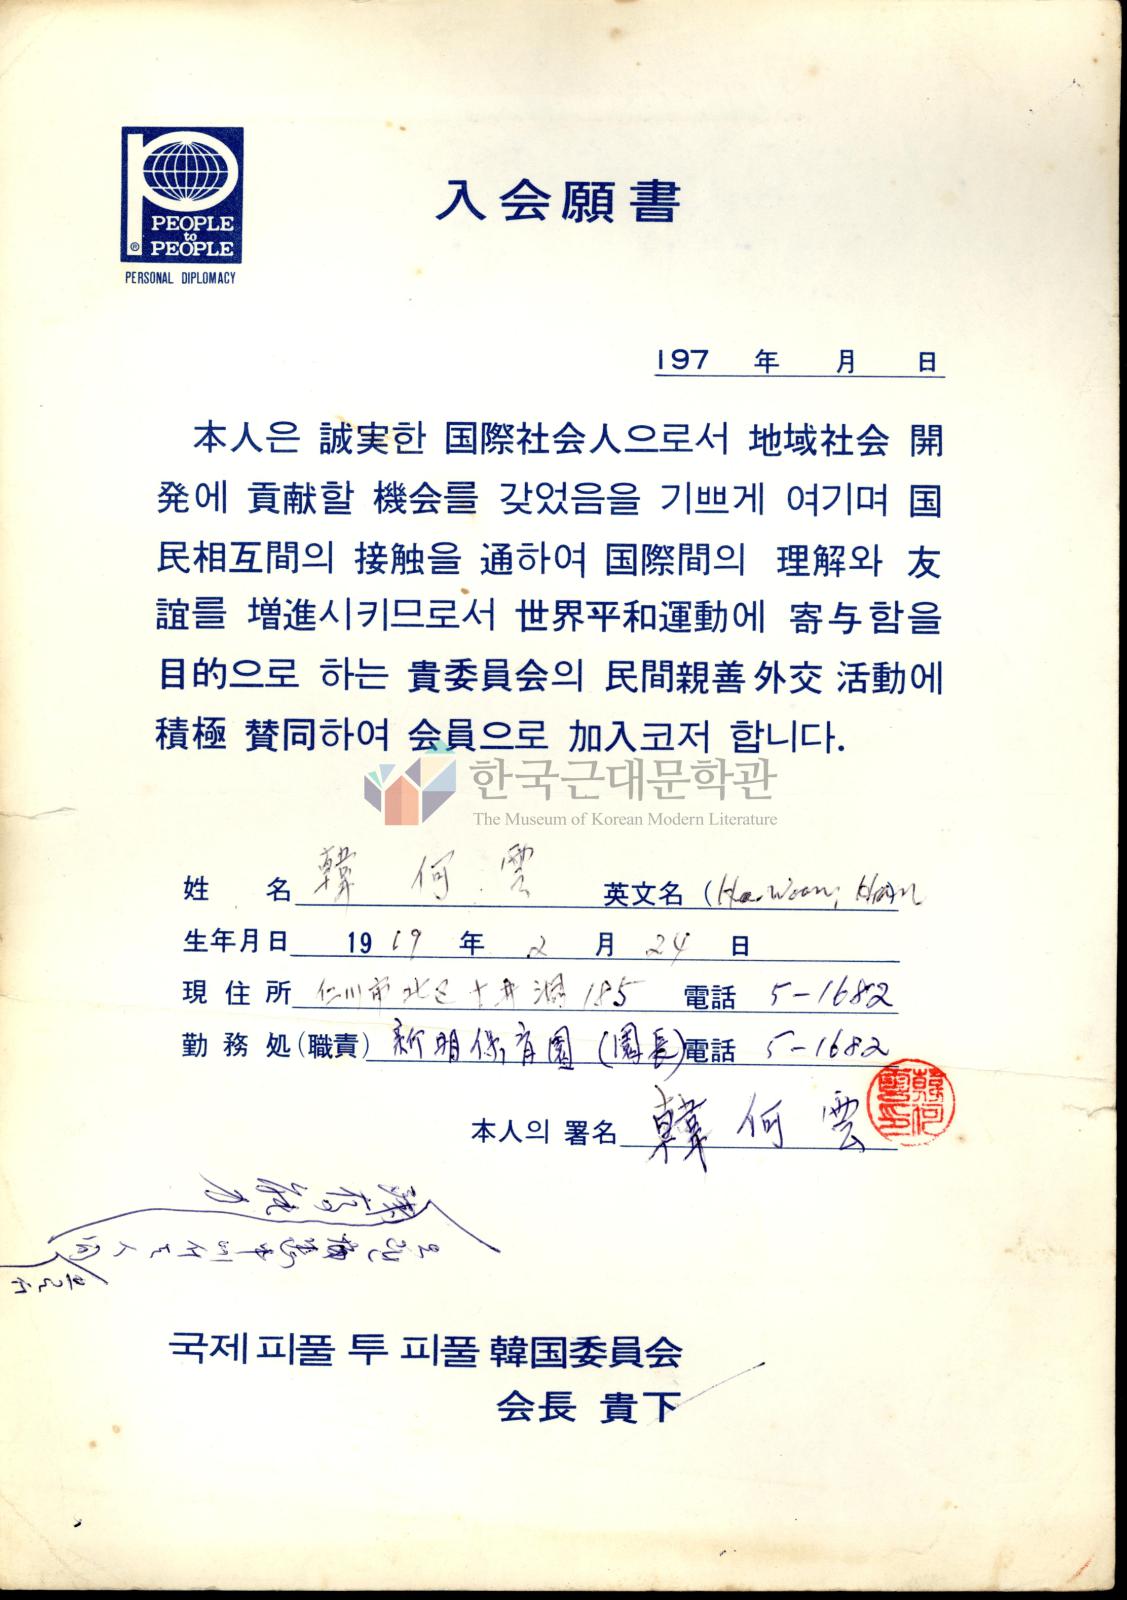 PEOPLE
to
PEOPLE
®
PERSONAL DIPLOMACY
入会願書
197 年 月 日
本人은 誠実한 国際社会人으로서 地域社会 開
発에 貢献할 機会를 갖었음을 기쁘게 여기며 国
民相互間의 接触을 通하여 国際間의 理解와 友
誼를 増進시키므로서 世界平和運動에 寄与함을
目的으로 하는 貴委員会의 民間親善外交 活動에
積極 賛同하여 会員으로 加入코저 합니다.
한국근대문학관
The Museum of Korean Modern Literature
姓 名 韓 何 雲 英文名 (Ha Woon, Han
生年月日 1919 年 2 月 24 日
現住所 仁川市 北区 十井洞 185 電話 5-1682
勤務処(職責) 新明保育園 (園長) 電話 5-1682
本人의 署名 韓 何 雲
국제 피풀 투 피풀 韓国委員会
会長 貴下